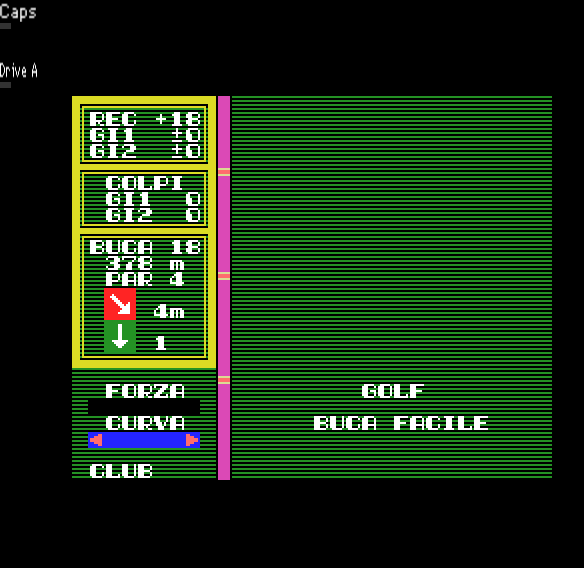 Caps
Drive A
REC +18
GI1 ±0
GI2 ±0
COLPI
GI1 0
GI2 0
BUCA 18
378 m
PAR 4
4m
1
FORZA
CURVA
CLUB
GOLF
BUCA FACILE